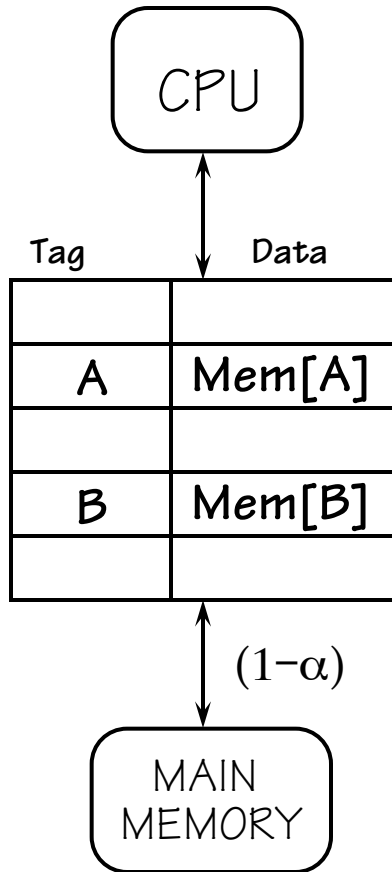 CPU
Tag Data
A Mem[A]
B Mem[B]
(1-α)
MAIN
MEMORY